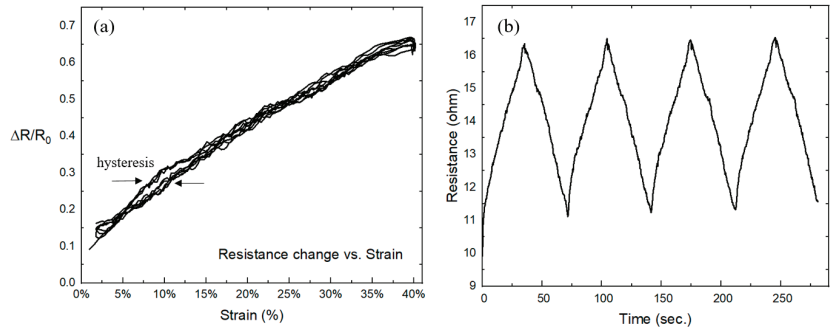 (a)
0.7
0.6
0.5
0.4
0.3
0.2
0.1
0.0
ΔR/R0
hysteresis
Resistance change vs. Strain
0% 5% 10% 15% 20% 25% 30% 35% 40%
Strain (%)
(b)
17
16
15
14
13
12
11
10
9
Resistance (ohm)
0 50 100 150 200 250
Time (sec.)